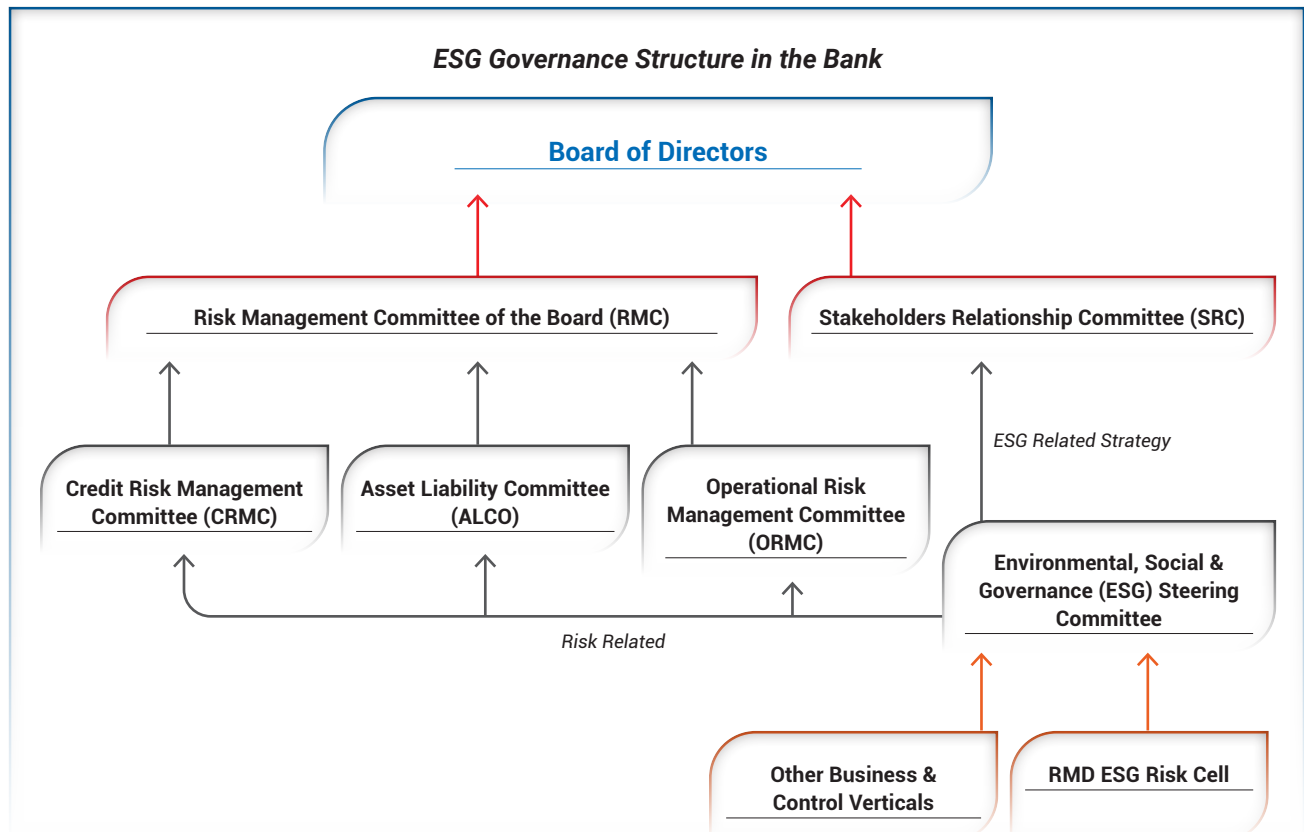 ESG Governance Structure in the Bank
Board of Directors
Risk Management Committee of the Board (RMC)
Stakeholders Relationship Committee (SRC)
ESG Related Strategy
Credit Risk Management
Committee (CRMC)
Asset Liability Committee
(ALCO)
Operational Risk
Management Committee
(ORMC)
Environmental, Social &
Governance (ESG) Steering
Committee
Risk Related
Other Business &
Control Verticals
RMD ESG Risk Cell